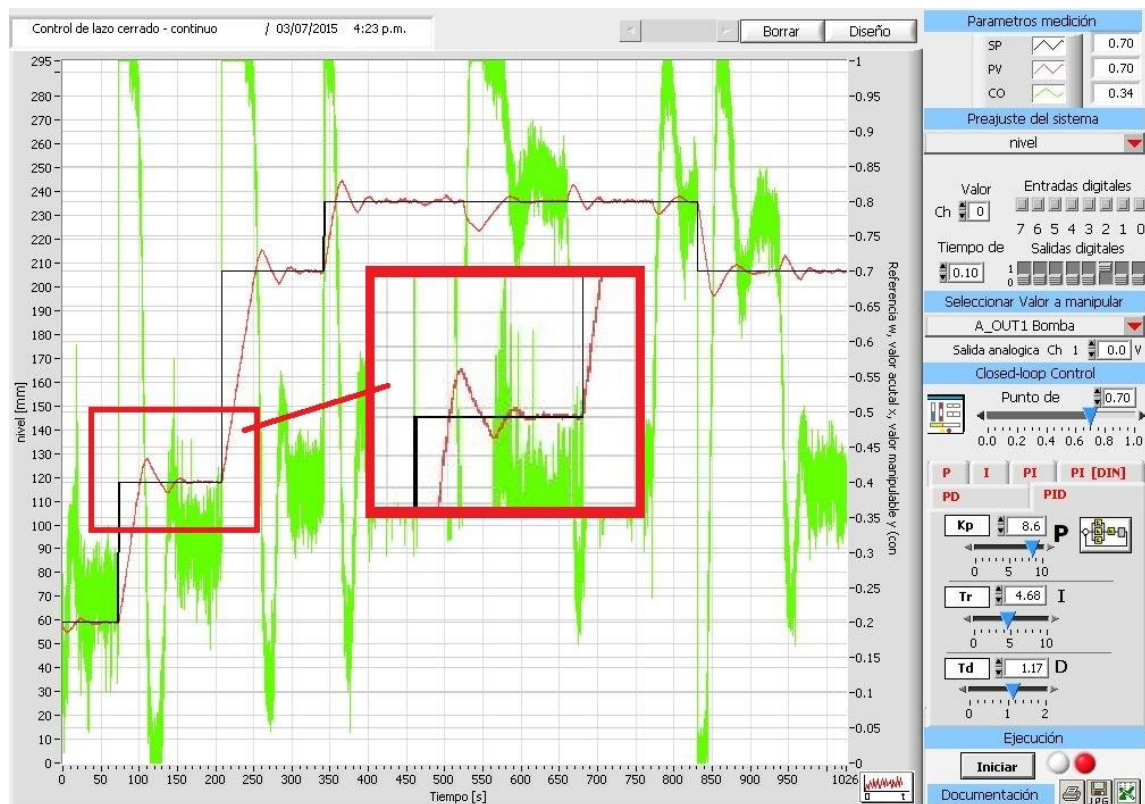 Control de lazo cerrado - continuo / 03/07/2015 4:23 p.m.
Borrar
Diseño
Parametros medición
SP 0.70
PV 0.70
CO 0.34
Preajuste del sistema
nivel
Valor
Entradas digitales
Ch 0
7 6 5 4 3 2 1 0
Tiempo de
Salidas digitales
0.10
1
0
Seleccionar Valor a manipular
A_OUT1 Bomba
Salida analogica Ch 1 0.0 V
Closed-loop Control
Punto de 0.70
0.0 0.2 0.4 0.6 0.8 1.0
P I PI PI [DIN]
PD PID
Kp 8.6 P
0 5 10
Tr 4.68 I
0 5 10
Td 1.17 D
0 1 2
Ejecución
Iniciar
Documentación
nivel [mm]
295
280
270
260
250
240
230
220
210
200
190
180
170
160
150
140
130
120
110
100
90
80
70
60
50
40
30
20
10
0
1
0.95
0.9
0.85
0.8
0.75
0.7
0.65
0.6
0.55
0.5
0.45
0.4
0.35
0.3
0.25
0.2
0.15
0.1
0.05
0
Referencia w, valor acutal x, valor manipulable y (con
0 50 100 150 200 250 300 350 400 450 500 550 600 650 700 750 800 850 900 950 1026
Tiempo [s]
0 t